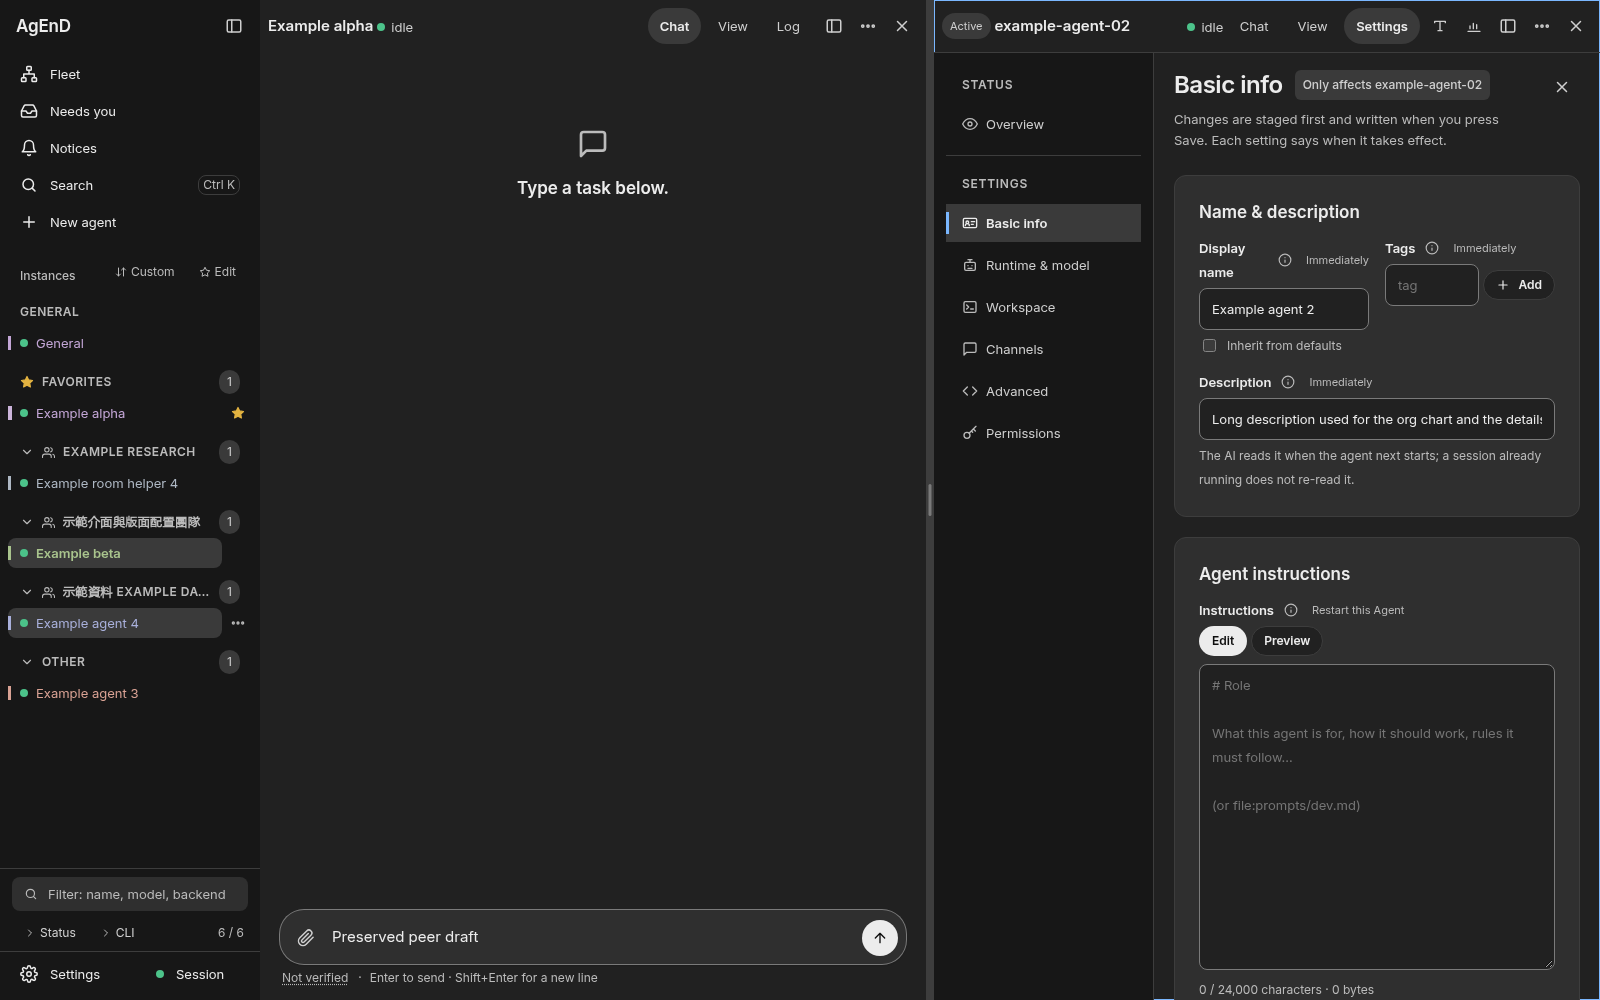 AgEnD
Fleet
Needs you
Notices
Search Ctrl K
New agent
Instances Custom Edit
GENERAL
General
FAVORITES 1
Example alpha
EXAMPLE RESEARCH 1
Example room helper 4
示範介面與版面配置團隊 1
Example beta
示範資料 EXAMPLE DA... 1
Example agent 4
OTHER 1
Example agent 3
Filter: name, model, backend
Status CLI 6 / 6
Settings Session
Example alpha idle Chat View Log
Type a task below.
Preserved peer draft
Not verified · Enter to send · Shift+Enter for a new line
Active example-agent-02 idle Chat View Settings
STATUS
Overview
SETTINGS
Basic info
Runtime & model
Workspace
Channels
Advanced
Permissions
Basic info Only affects example-agent-02
Changes are staged first and written when you press
Save. Each setting says when it takes effect.
Name & description
Display name Immediately
Example agent 2
Inherit from defaults
Tags Immediately
tag Add
Description Immediately
Long description used for the org chart and the details
The AI reads it when the agent next starts; a session already
running does not re-read it.
Agent instructions
Instructions Restart this Agent
Edit Preview
# Role
What this agent is for, how it should work, rules it
must follow...
(or file:prompts/dev.md)
0 / 24,000 characters · 0 bytes